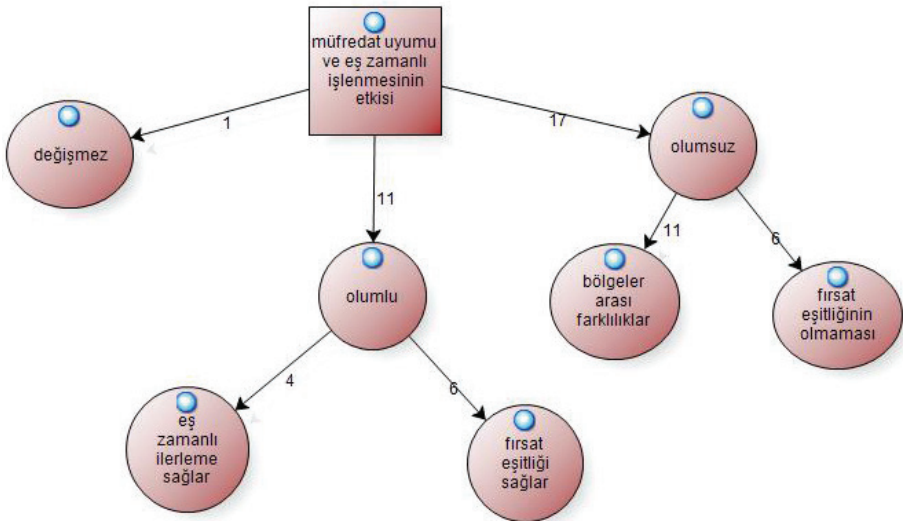 müfredat uyumu
ve eş zamanlı
işlenmesinin
etkisi
1
17
değişmez
olumsuz
11
11
6
olumlu
bölgeler
arası
farklılıklar
fırsat
eşitliğinin
olmaması
4
6
eş
zamanlı
ilerleme
sağlar
fırsat
eşitliği
sağlar